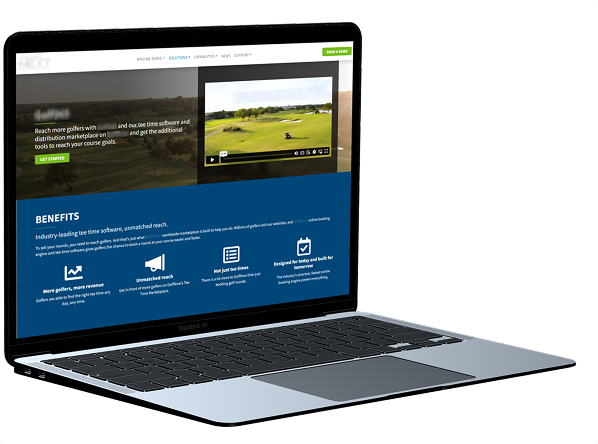 WHO WE SERVE SOLUTIONS CAPABILITIES NEWS SUPPORT BOOK A DEMO
Reach more golfers with and our tee time software and
distribution marketplace on and get the additional
tools to reach your course goals.
GET STARTED
BENEFITS
Industry-leading tee time software, unmatched reach.
To sell your rounds, you need to reach golfers. And that's just what worldwide marketplace is built to help you do. Millions of golfers visit our websites, and online booking
engine and tee time software gives golfers the chance to book a round at your course easier and faster.
More golfers, more revenue
Golfers are able to find the right tee time any
day, any time.
Unmatched reach
Get in front of more golfers on GolfNow's Tee
Time Marketplace.
Not just tee times
There is a lot more to GolfNow than just
booking golf rounds.
Designed for today and built for
tomorrow
The industry's smartest, fastest online
booking engine powers everything.
MacBook Air